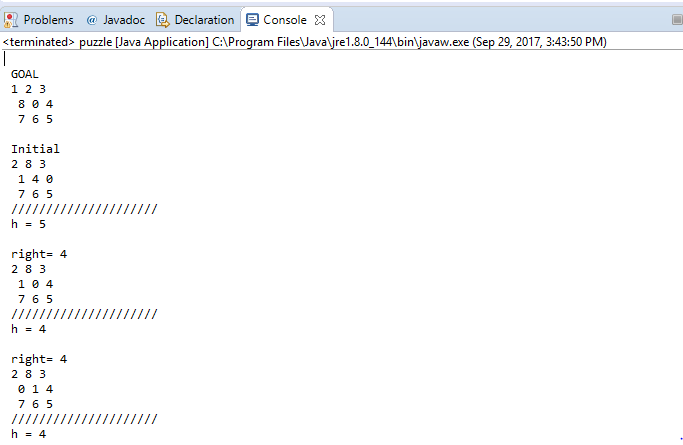 Problems @ Javadoc Declaration Console
<terminated> puzzle [Java Application] C:\Program Files\Java\jre1.8.0_144\bin\javaw.exe (Sep 29, 2017, 3:43:50 PM)
GOAL
1 2 3
8 0 4
7 6 5
Initial
2 8 3
1 4 0
7 6 5
/////////////////////
h = 5
right= 4
2 8 3
1 0 4
7 6 5
/////////////////////
h = 4
right= 4
2 8 3
0 1 4
7 6 5
/////////////////////
h = 4